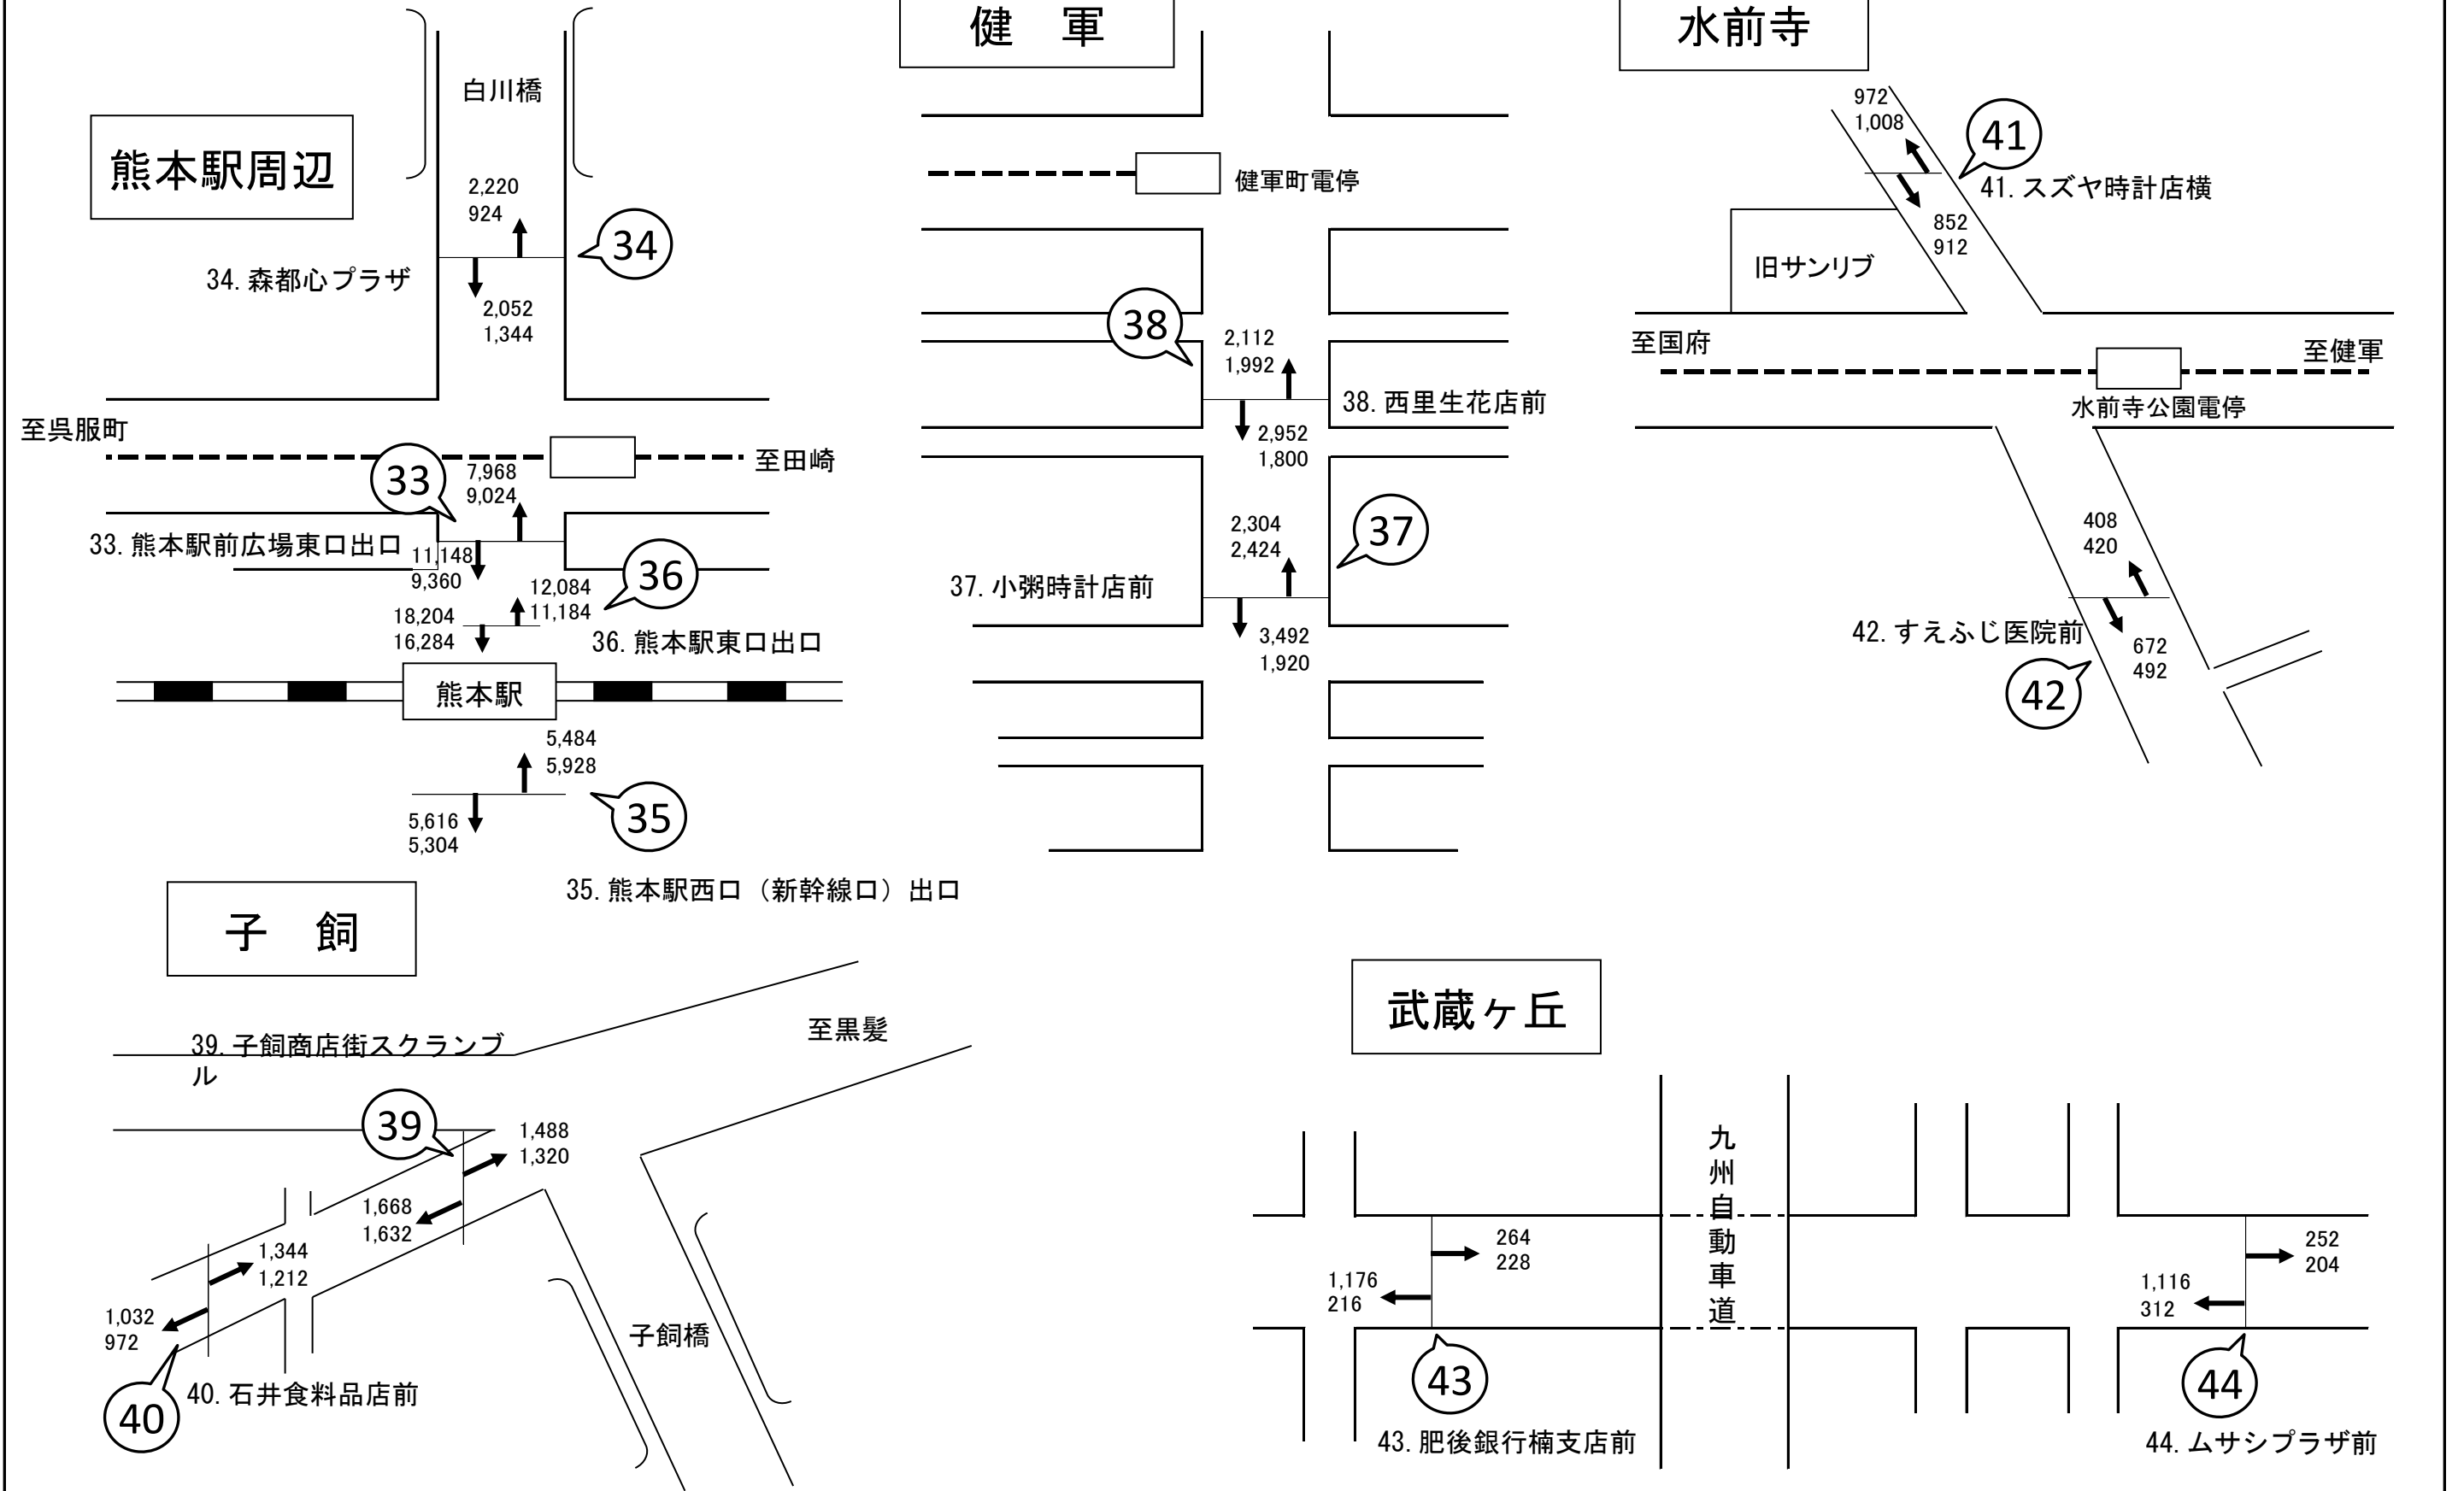 熊本駅周辺
白川橋
2,220
924
34
34.森都心プラザ
2,052
1,344
至呉服町
至田崎
33
7,968
9,024
33.熊本駅前広場東口出口
11,148
9,360
36
12,084
11,184
18,204
16,284
36.熊本駅東口出口
熊本駅
5,484
5,928
5,616
5,304
35
35.熊本駅西口（新幹線口）出口
健　軍
健軍町電停
38
2,112
1,992
38.西里生花店前
2,952
1,800
37
2,304
2,424
37.小粥時計店前
3,492
1,920
水前寺
972
1,008
41
41.スズヤ時計店横
852
912
旧サンリブ
至国府
至健軍
水前寺公園電停
408
420
42.すえふじ医院前
672
492
42
子　飼
39.子飼商店街スクランブ
ル
至黒髪
39
1,488
1,320
1,668
1,632
1,344
1,212
1,032
972
子飼橋
40
40.石井食料品店前
武蔵ヶ丘
九州自動車道
264
228
1,176
216
43
43.肥後銀行楠支店前
252
204
1,116
312
44
44.ムサシプラザ前